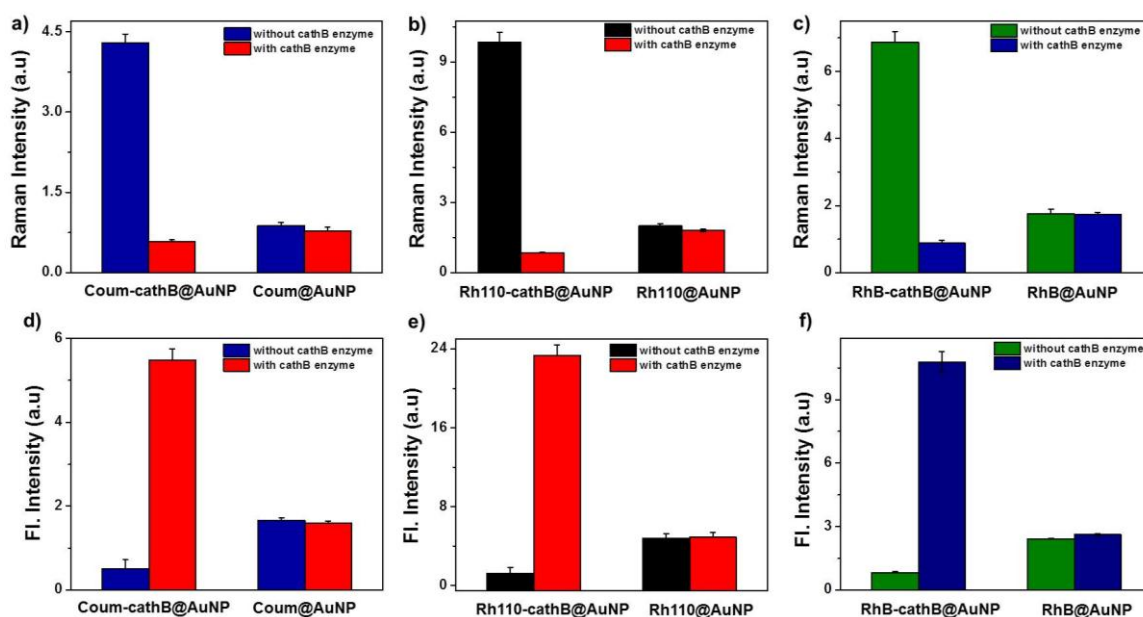 a)
Raman Intensity (a.u)
4.5
3.0
1.5
0.0
without cathB enzyme
with cathB enzyme
Coum-cathB@AuNP Coum@AuNP
b)
Raman Intensity (a.u)
10
8
6
4
2
0
without cathB enzyme
with cathB enzyme
Rh110-cathB@AuNP Rh110@AuNP
c)
Raman Intensity (a.u)
6
4
2
0
without cathB enzyme
with cathB enzyme
RhB-cathB@AuNP RhB@AuNP
d)
Fl. Intensity (a.u)
6
4
2
0
without cathB enzyme
with cathB enzyme
Coum-cathB@AuNP Coum@AuNP
e)
Fl. Intensity (a.u)
24
16
8
0
without cathB enzyme
with cathB enzyme
Rh110-cathB@AuNP Rh110@AuNP
f)
Fl. Intensity (a.u)
9
6
3
0
without cathB enzyme
with cathB enzyme
RhB-cathB@AuNP RhB@AuNP